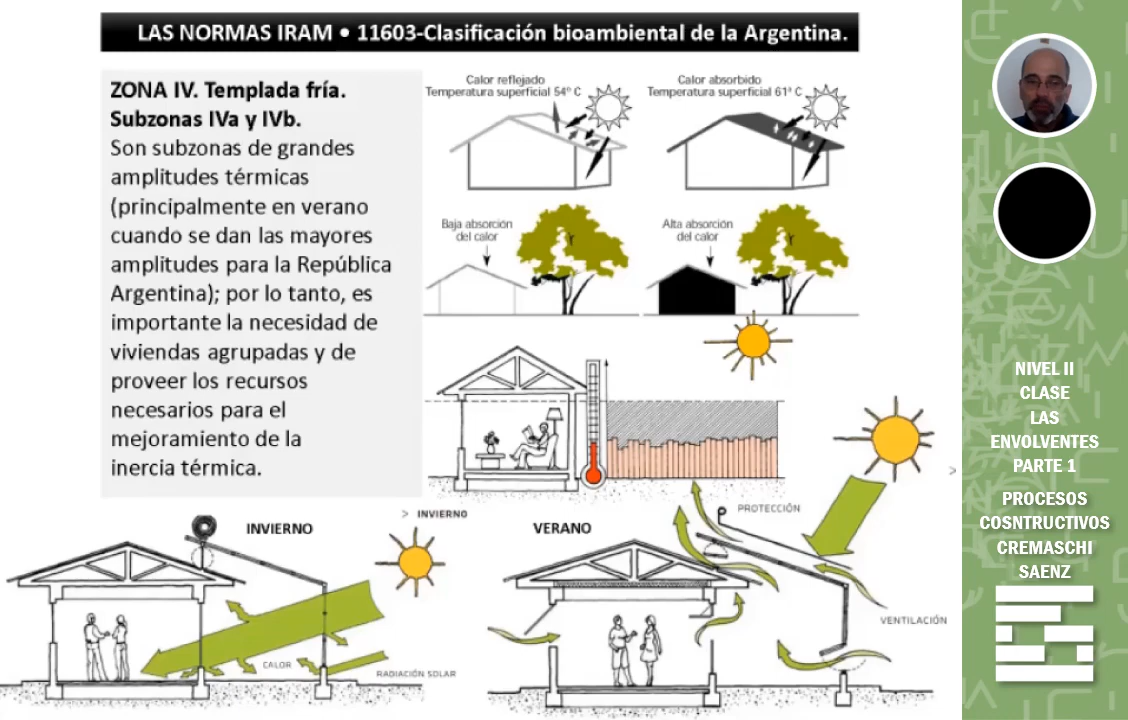 LAS NORMAS IRAM • 11603-Clasificación bioambiental de la Argentina.
ZONA IV. Templada fría.
Subzonas IVa y IVb.
Son subzonas de grandes
amplitudes térmicas
(principalmente en verano
cuando se dan las mayores
amplitudes para la República
Argentina); por lo tanto, es
importante la necesidad de
viviendas agrupadas y de
proveer los recursos
necesarios para el
mejoramiento de la
inercia térmica.
Calor reflejado
Temperatura superficial 54º C
Calor absorbido
Temperatura superficial 61º C
Baja absorción
del calor
Alta absorción
del calor
INVIERNO
> INVIERNO
CALOR
RADIACIÓN SOLAR
VERANO
PROTECCIÓN
VENTILACIÓN
>
NIVEL II
CLASE
LAS
ENVOLVENTES
PARTE 1
PROCESOS
COSNTRUCTIVOS
CREMASCHI
SAENZ